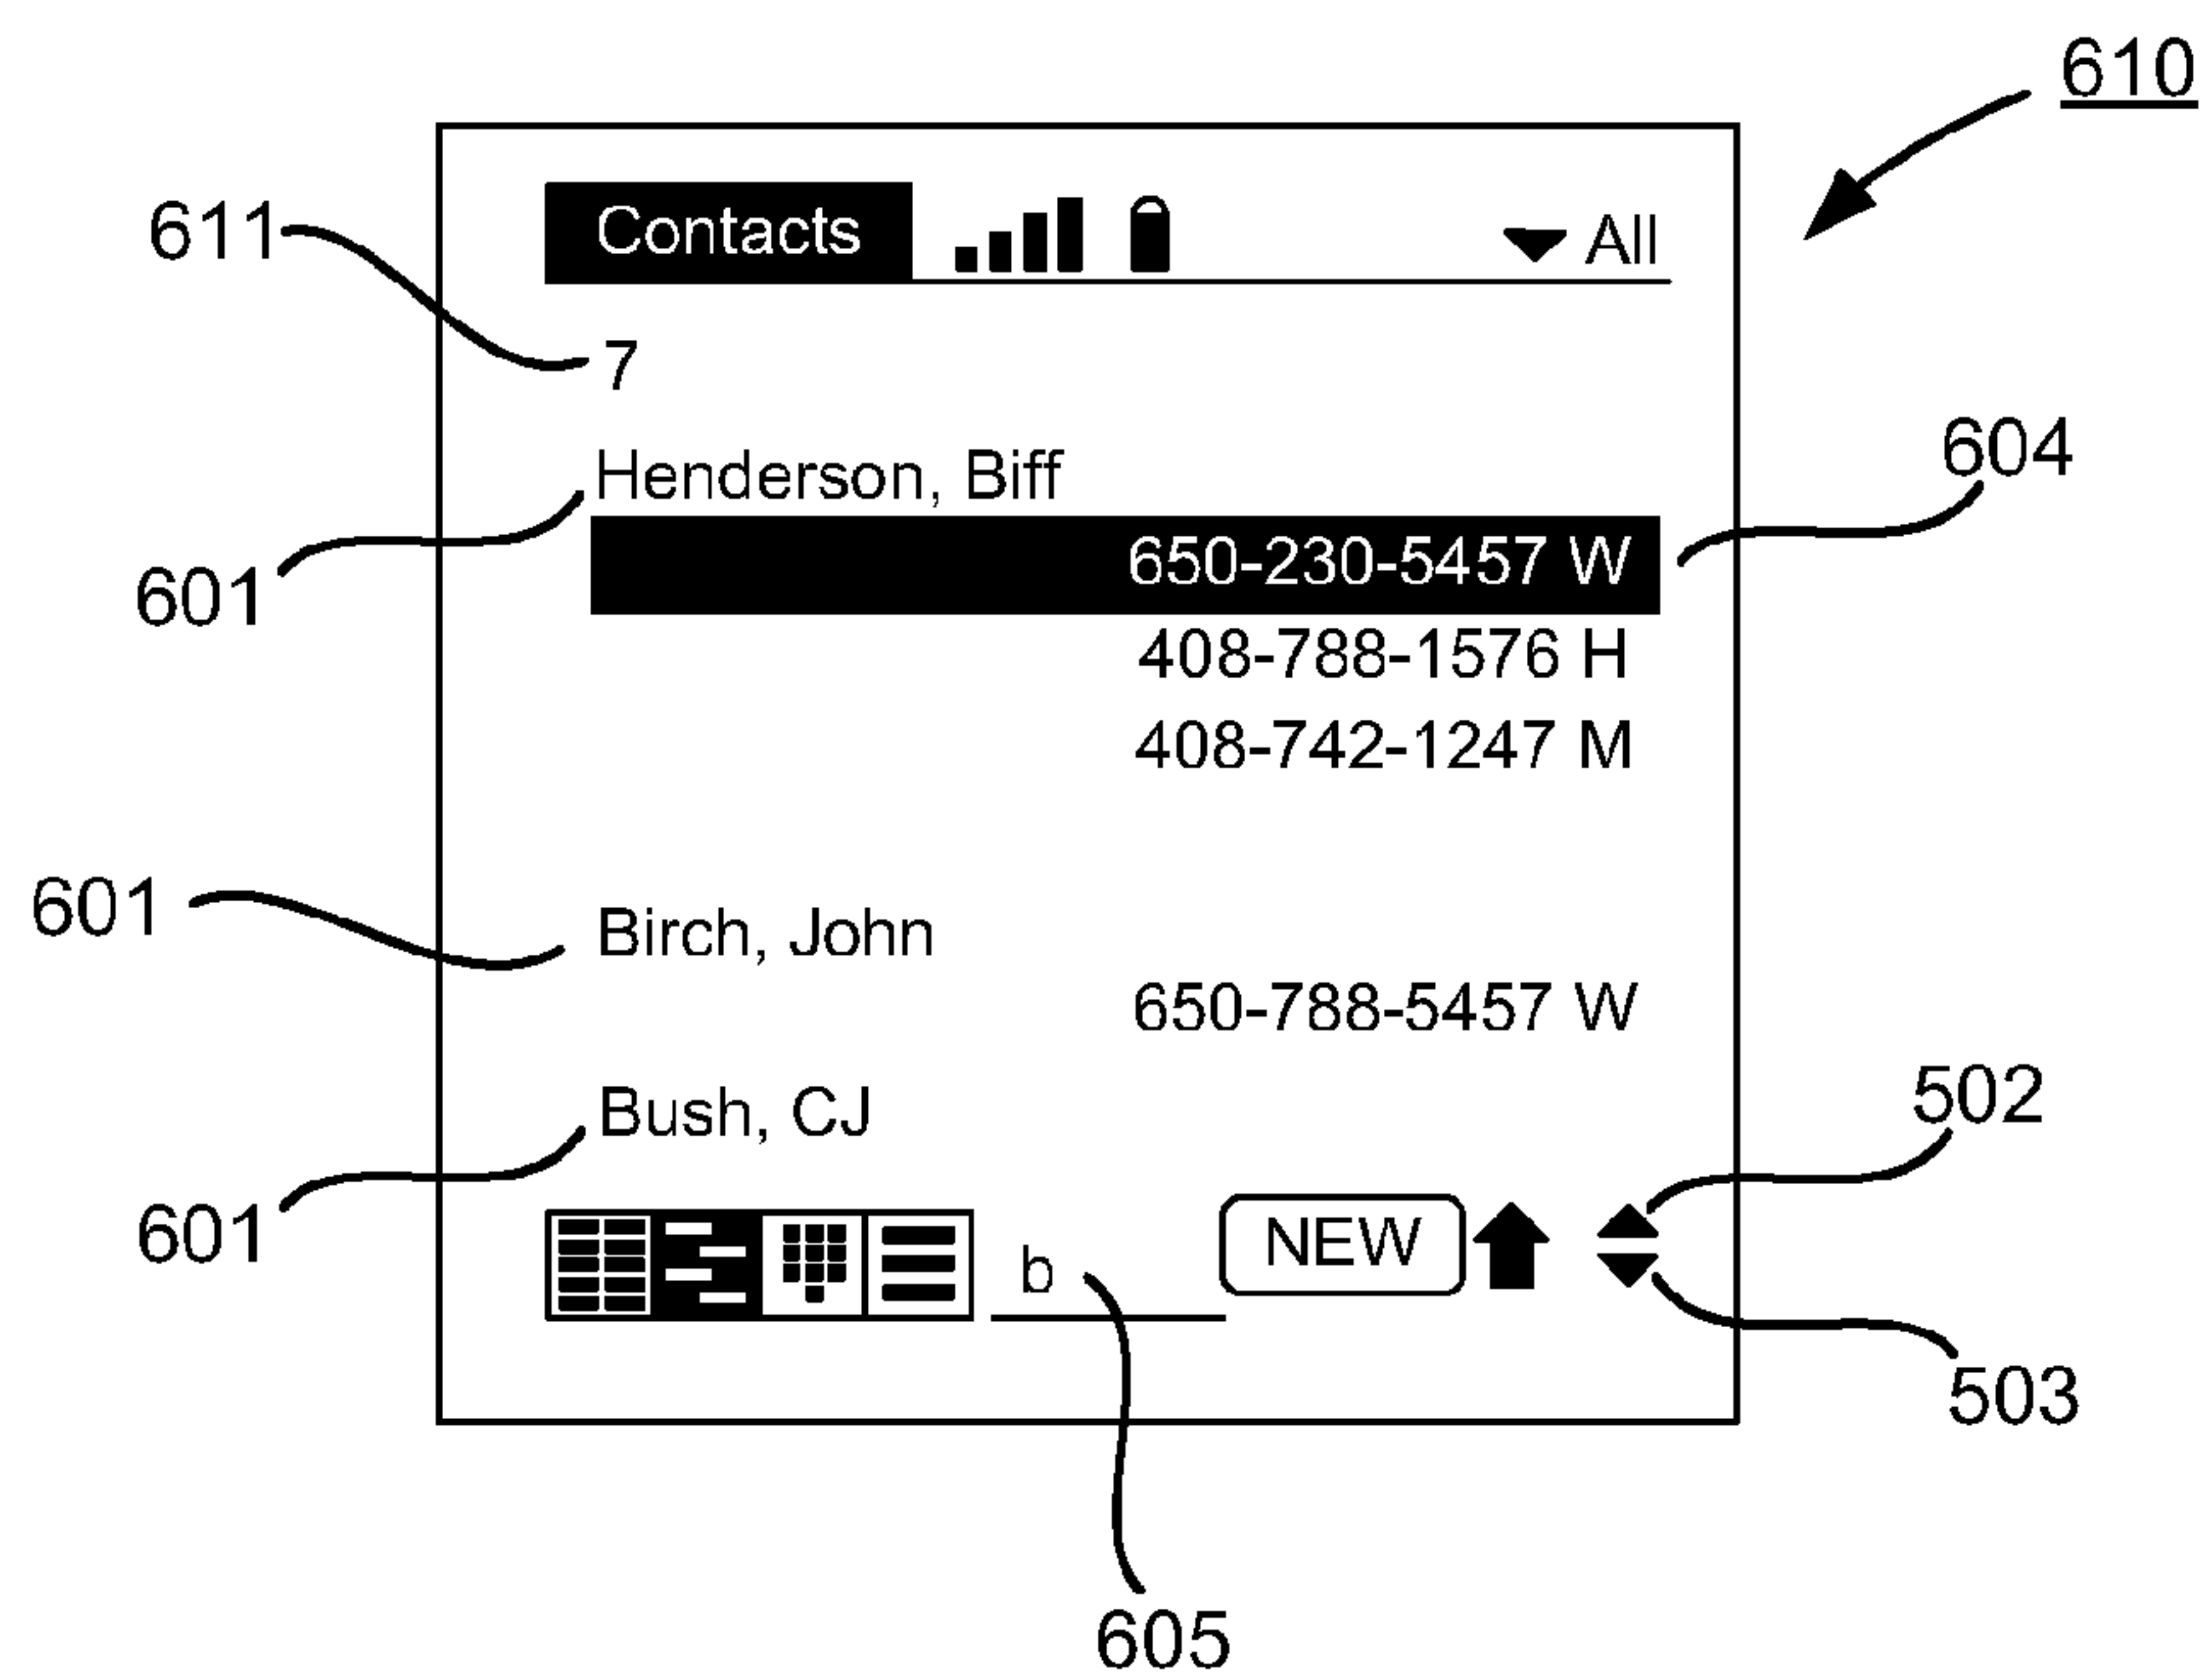 610
Contacts All
611
7
Henderson, Biff
604
650-230-5457 W
601
408-788-1576 H
408-742-1247 M
601
Birch, John
650-788-5457 W
Bush, CJ
502
601
b NEW
503
605